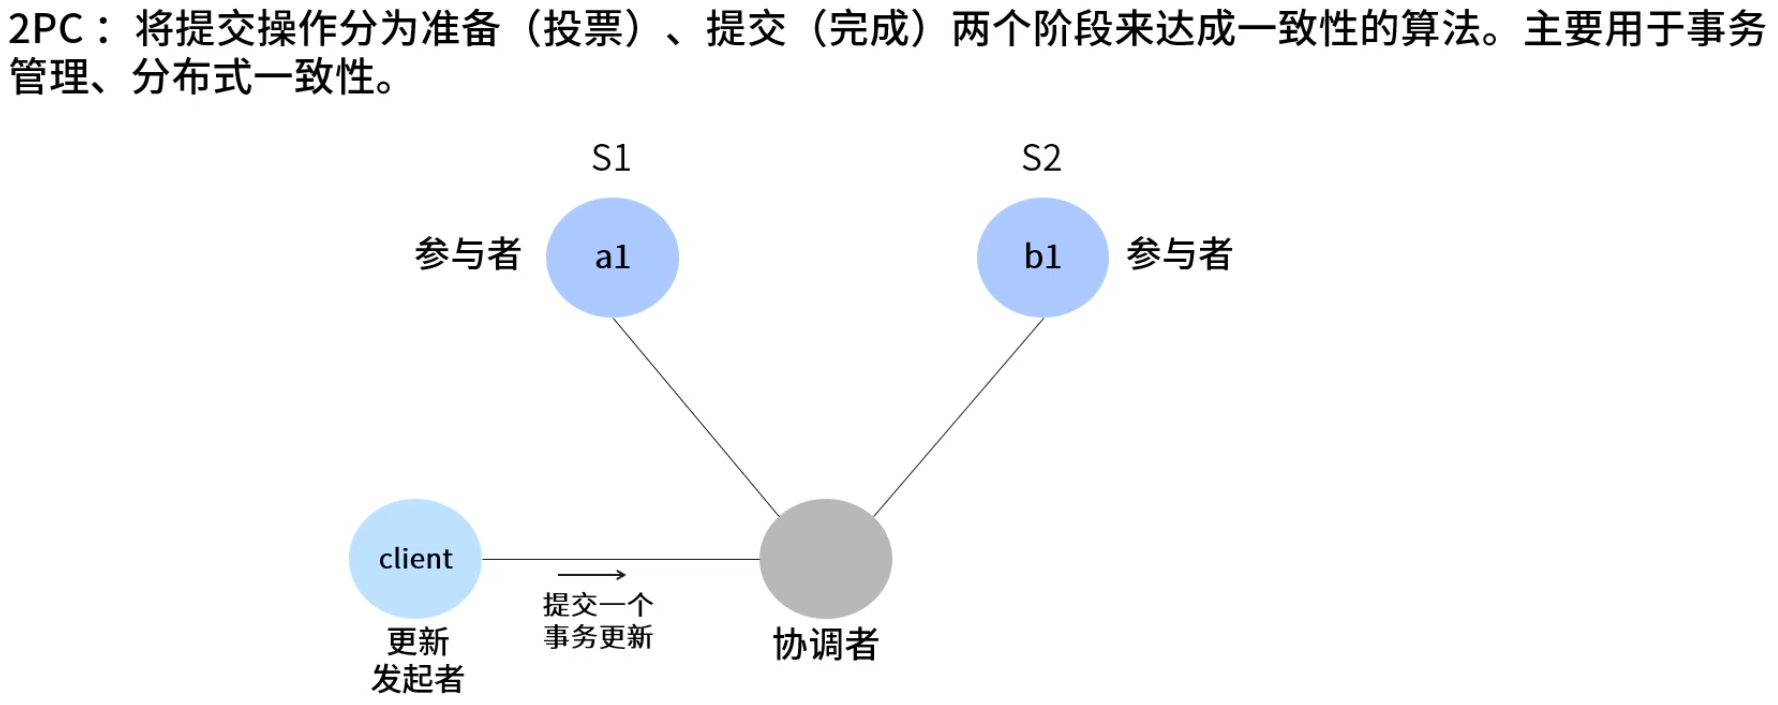 2PC：将提交操作分为准备（投票）、提交（完成）两个阶段来达成一致性的算法。主要用于事务
管理、分布式一致性。
S1
S2
参与者
a1
b1
参与者
client
提交一个
事务更新
更新
发起者
协调者